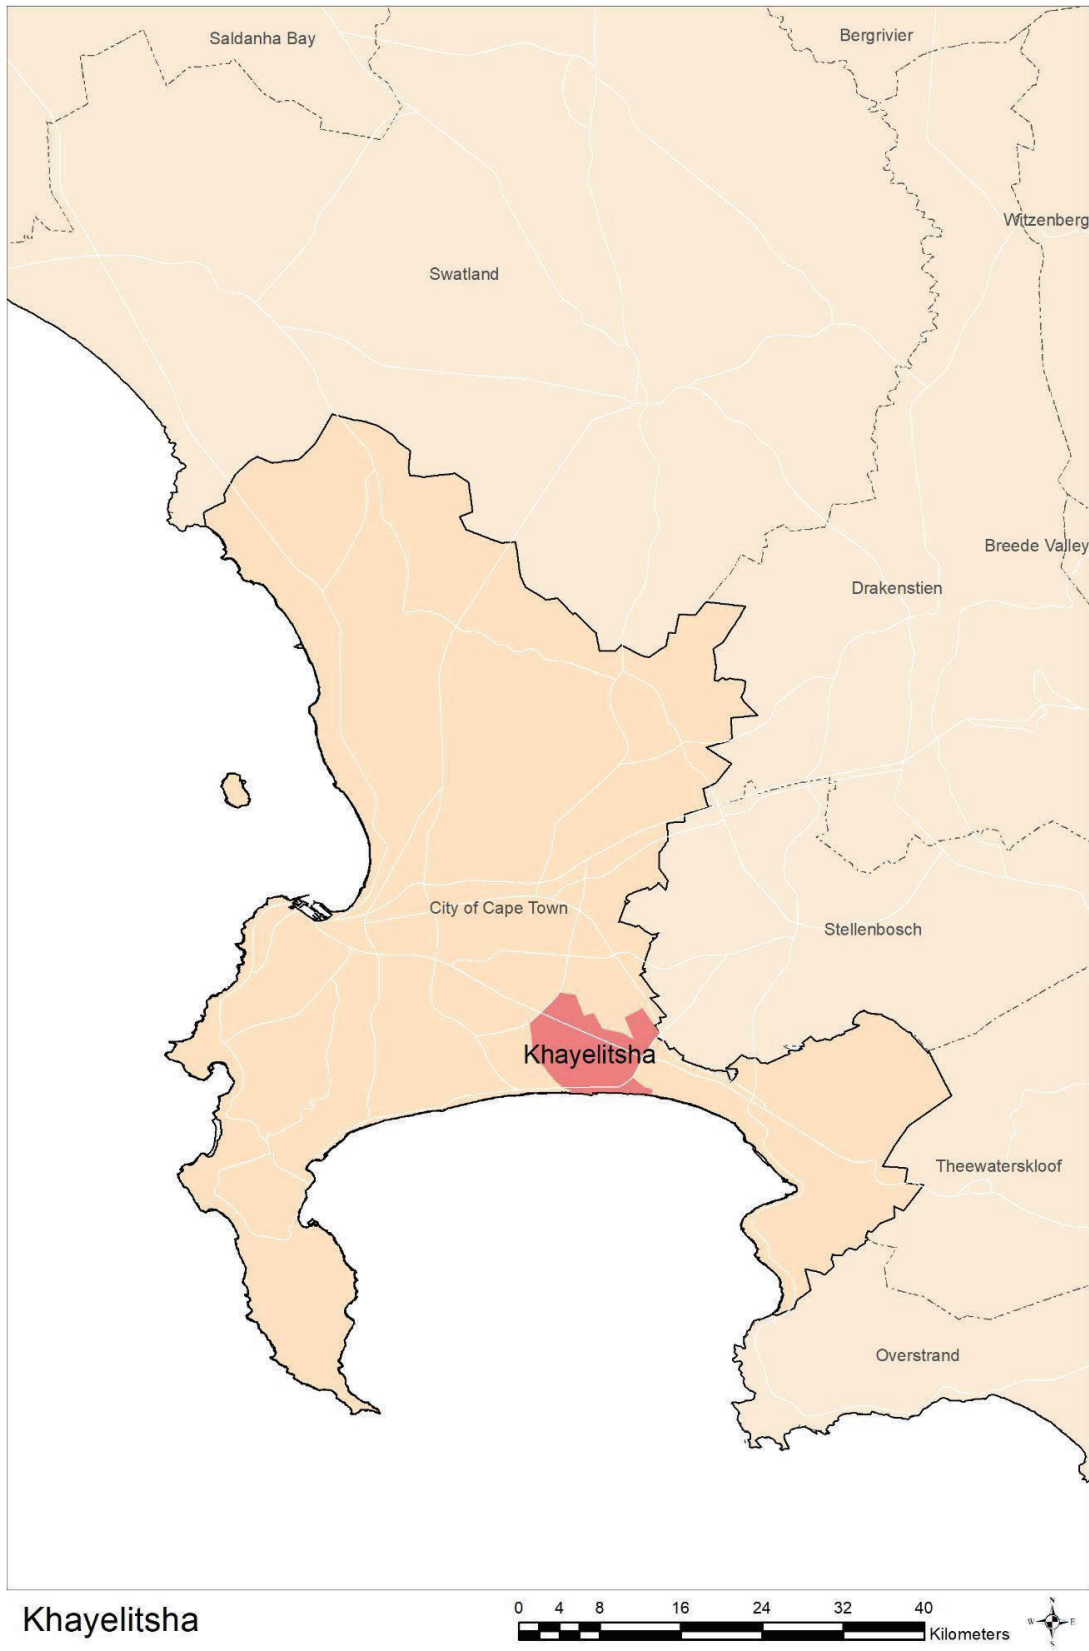 Saldanha Bay
Bergrivier
Witzenberg
Swatland
Breede Valley
Drakenstien
City of Cape Town
Stellenbosch
Khayelitsha
Theewaterskloof
Overstrand
Khayelitsha
0 4 8 16 24 32 40
Kilometers
N
W E
S